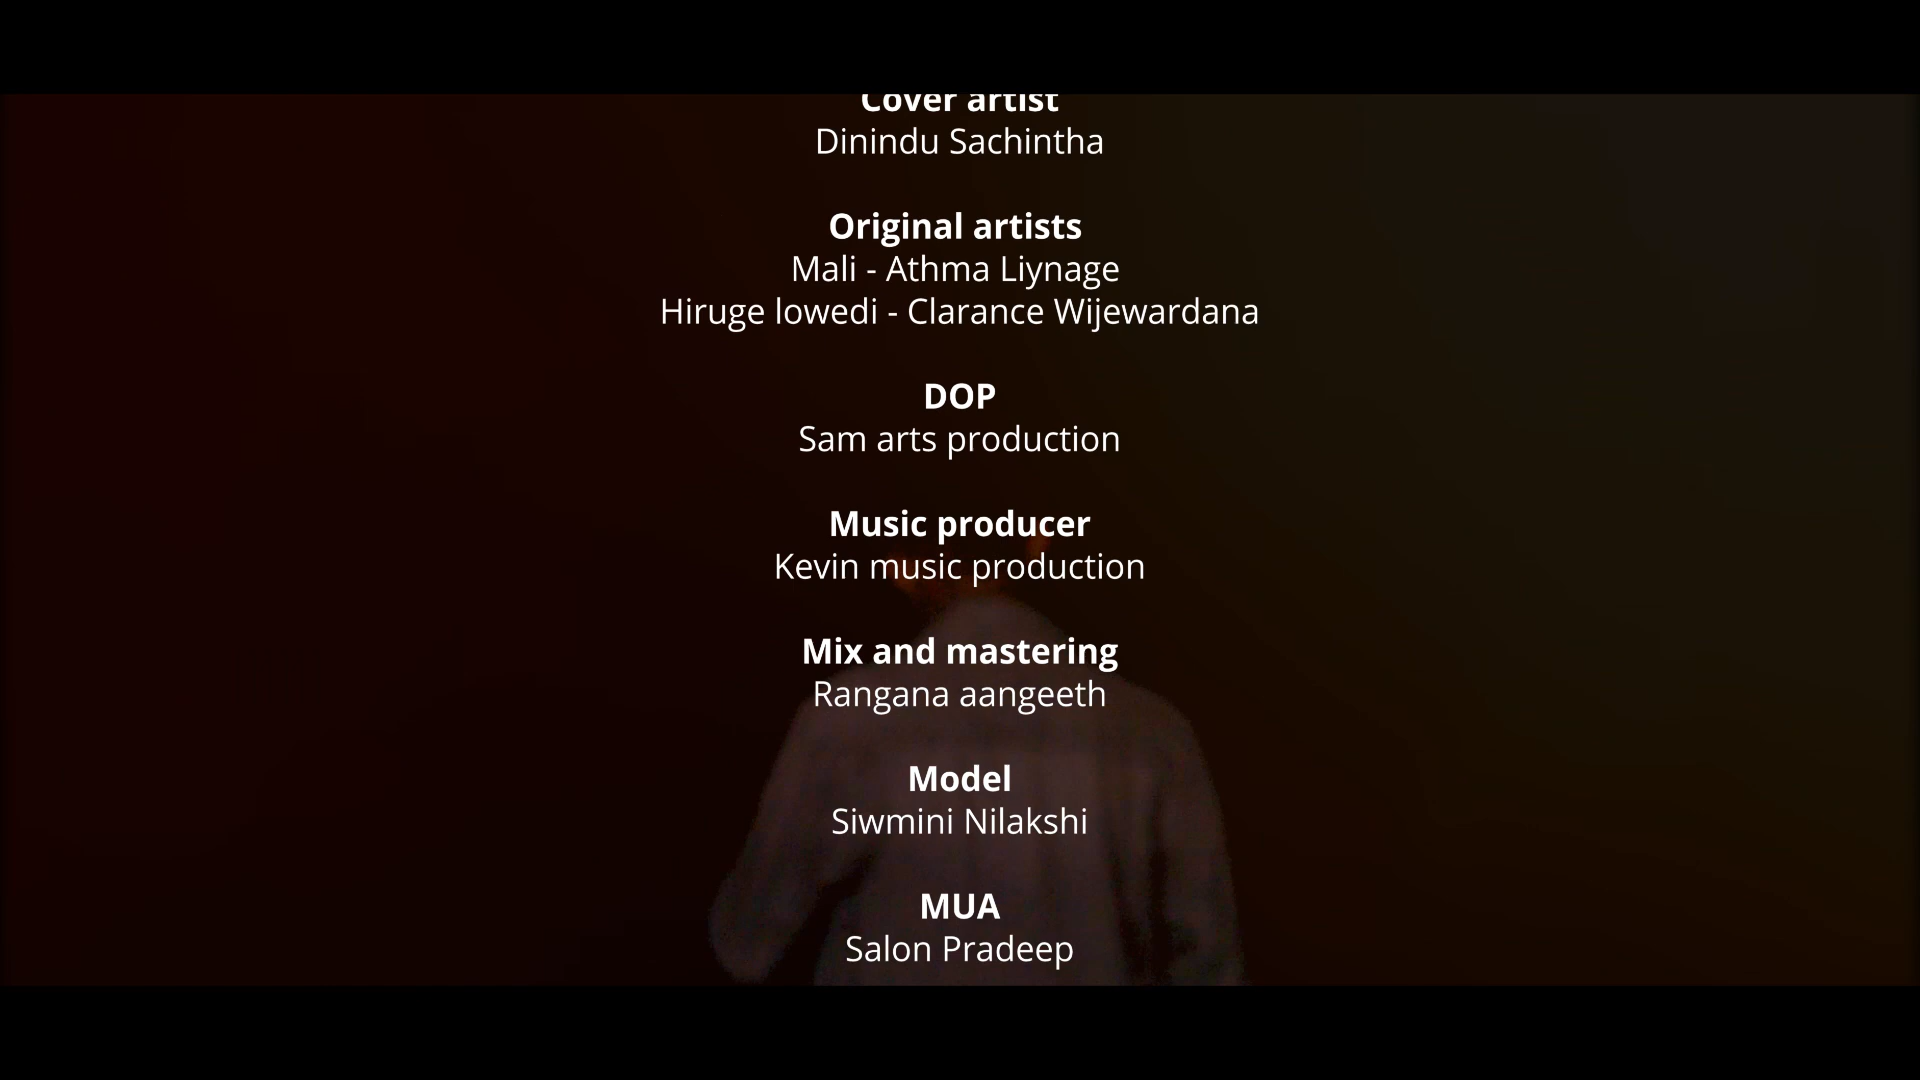 Cover artist
Dinindu Sachintha
Original artists
Mali - Athma Liynage
Hiruge lowedi - Clarance Wijewardana
DOP
Sam arts production
Music producer
Kevin music production
Mix and mastering
Rangana aangeeth
Model
Siwmini Nilakshi
MUA
Salon Pradeep